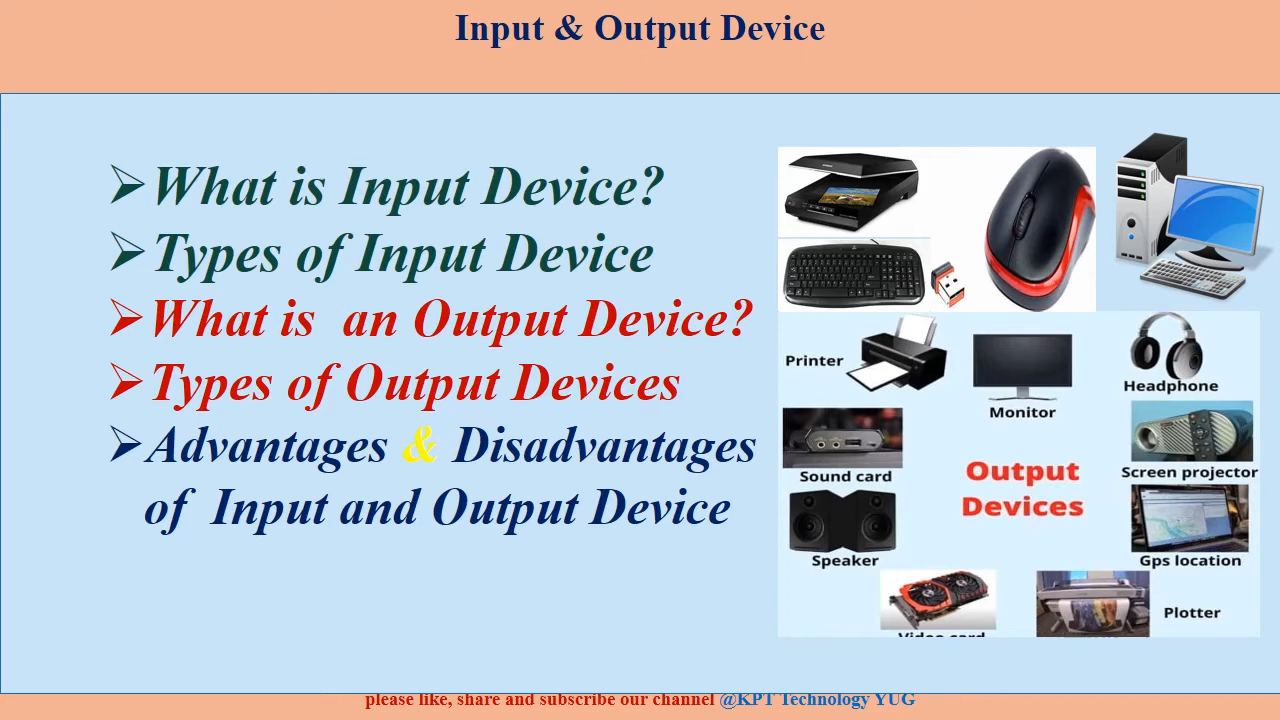 Input & Output Device
➢What is Input Device?
➢Types of Input Device
➢What is an Output Device?
➢Types of Output Devices
➢Advantages & Disadvantages
of Input and Output Device
Printer
Monitor
Headphone
Sound card
Output
Devices
Screen projector
Speaker
Gps location
Video card
Plotter
please like, share and subscribe our channel @KPT Technology YUG